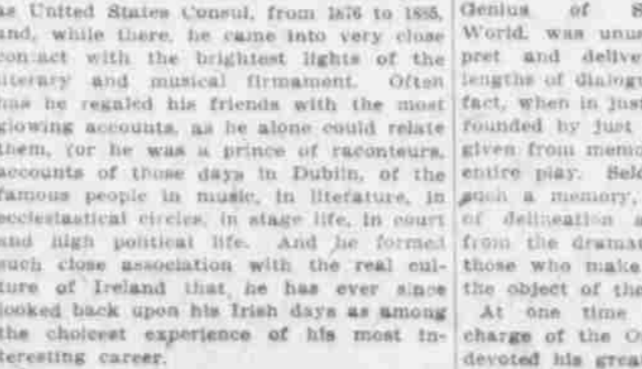 as United States Consul, from 1876 to 1885,
and, while there, he came into very close
contact with the brightest lights of the
literary and musical firmament. Often
has he regaled his friends with the most
glowing accounts, as he alone could relate
them, for he was a prince of raconteurs,
accounts of those days in Dublin, of the
famous people in music, in literature, in
ecclesiastical circles, in stage life, in court
and high political life. And he formed
such close association with the real cul-
ture of Ireland that he has ever since
looked back upon his Irish days as among
the choicest experience of his most in-
teresting career.
Genius of S
World, was unus
pret and delive
lengths of dialog
fact, when in jus
founded by just
given from memo
entire play. Seld
such a memory,
of delineation a
from the dramat
those who make
the object of the
At one time
charge of the O
devoted his grea